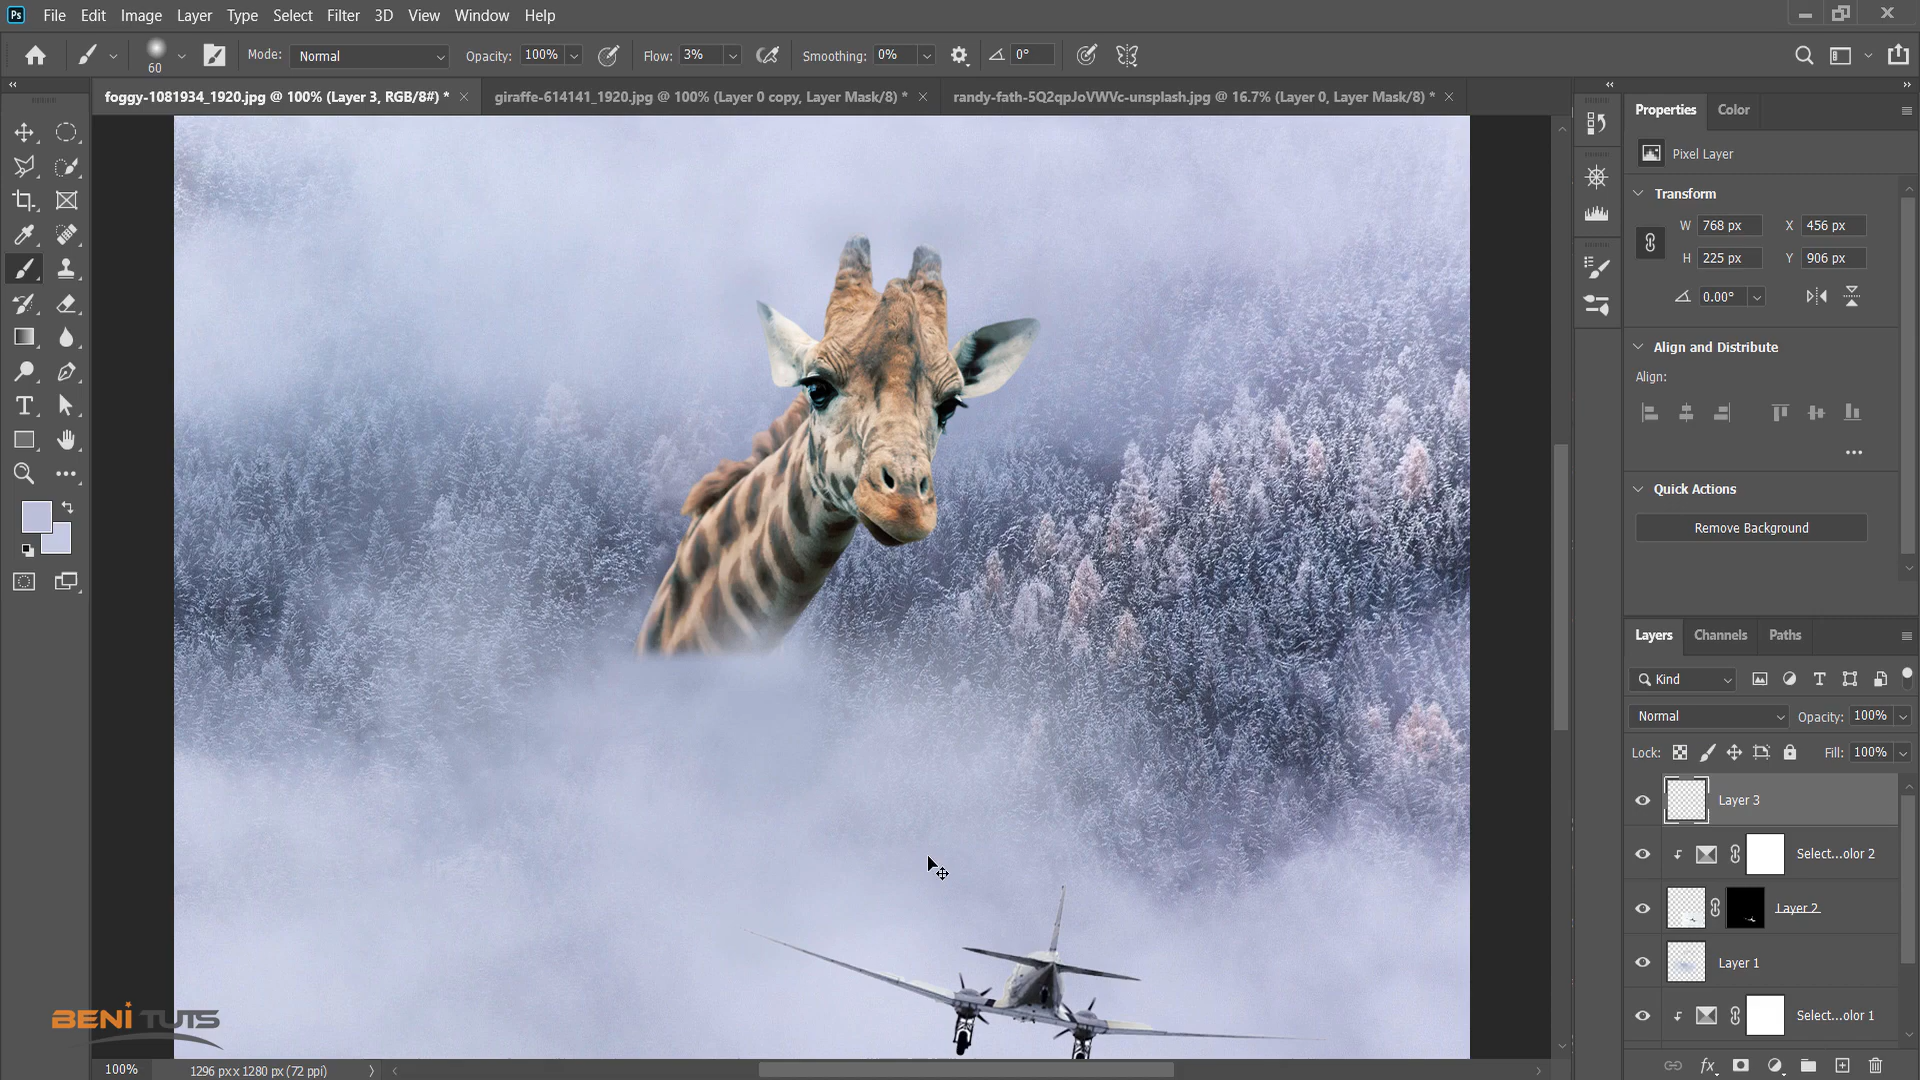 Ps File Edit Image Layer Type Select Filter 3D View Window Help
60 Mode: Normal Opacity: 100% Flow: 3% Smoothing: 0% 0°
foggy-1081934_1920.jpg @ 100% (Layer 3, RGB/8#) * giraffe-614141_1920.jpg @ 100% (Layer 0 copy, Layer Mask/8) * randy-fath-5Q2qpJoVWVc-unsplash.jpg @ 16.7% (Layer 0, Layer Mask/8) *
Properties Color
Pixel Layer
Transform
W 768 px X 456 px
H 225 px Y 906 px
0.00°
Align and Distribute
Align:
Quick Actions
Remove Background
Layers Channels Paths
Kind
Normal Opacity: 100%
Lock: Fill: 100%
Layer 3
Select...olor 2
Layer 2
Layer 1
Select...olor 1
fx
BENI TUTS
100% 1296 px x 1280 px (72 ppi)